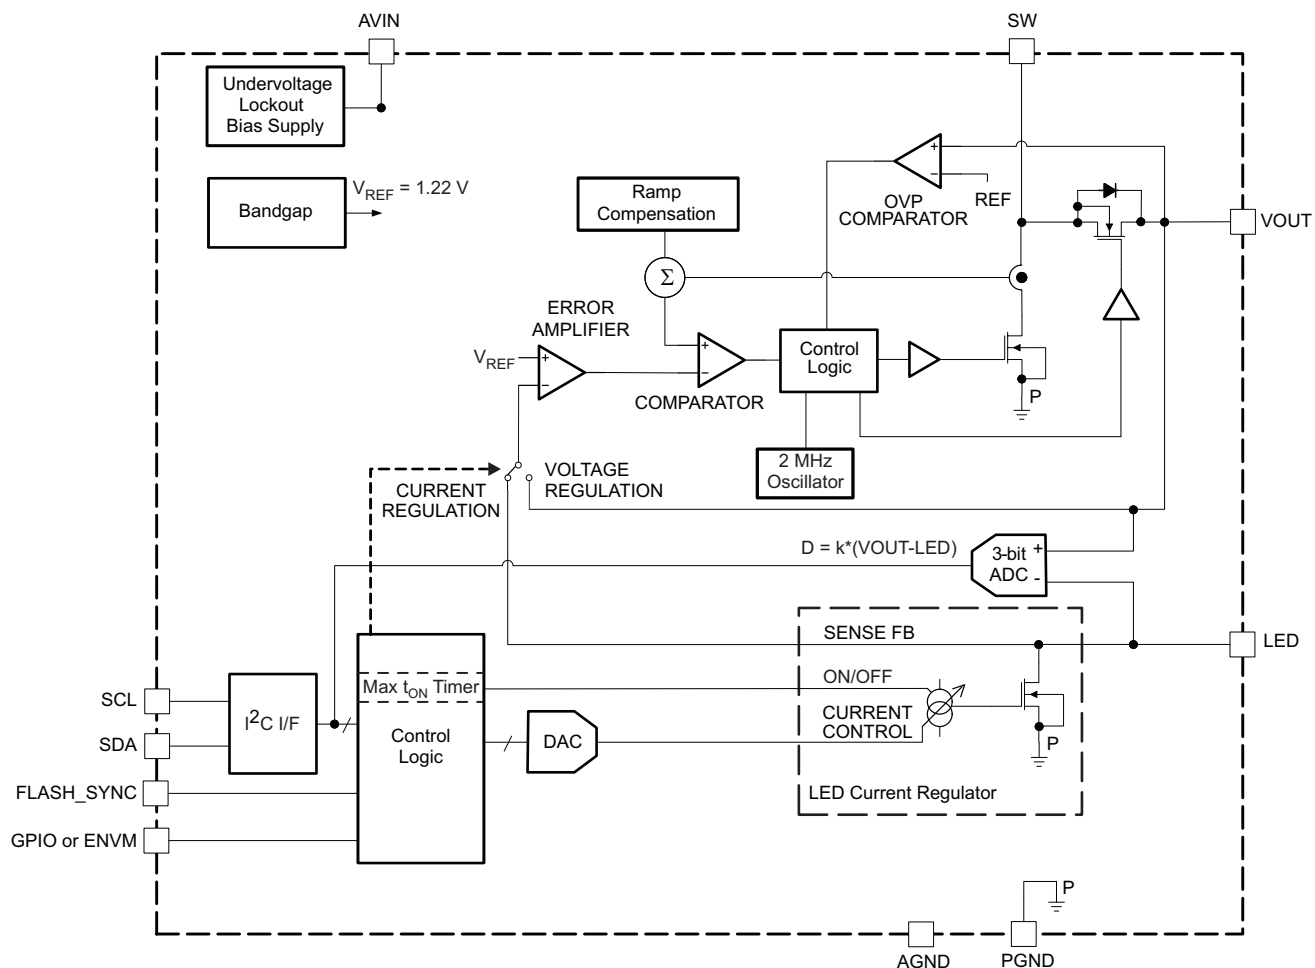 AVIN
SW
Undervoltage
Lockout
Bias Supply
Bandgap
VREF = 1.22 V
Ramp
Compensation
+
−
OVP
COMPARATOR
REF
VOUT
Σ
ERROR
AMPLIFIER
VREF
+
−
+
−
COMPARATOR
Control
Logic
P
2 MHz
Oscillator
VOLTAGE
REGULATION
CURRENT
REGULATION
D = k*(VOUT-LED)
3-bit
ADC
+
-
SENSE FB
LED
ON/OFF
CURRENT
CONTROL
P
LED Current Regulator
SCL
SDA
I2C I/F
Max tON Timer
Control
Logic
DAC
FLASH_SYNC
GPIO or ENVM
P
AGND
PGND